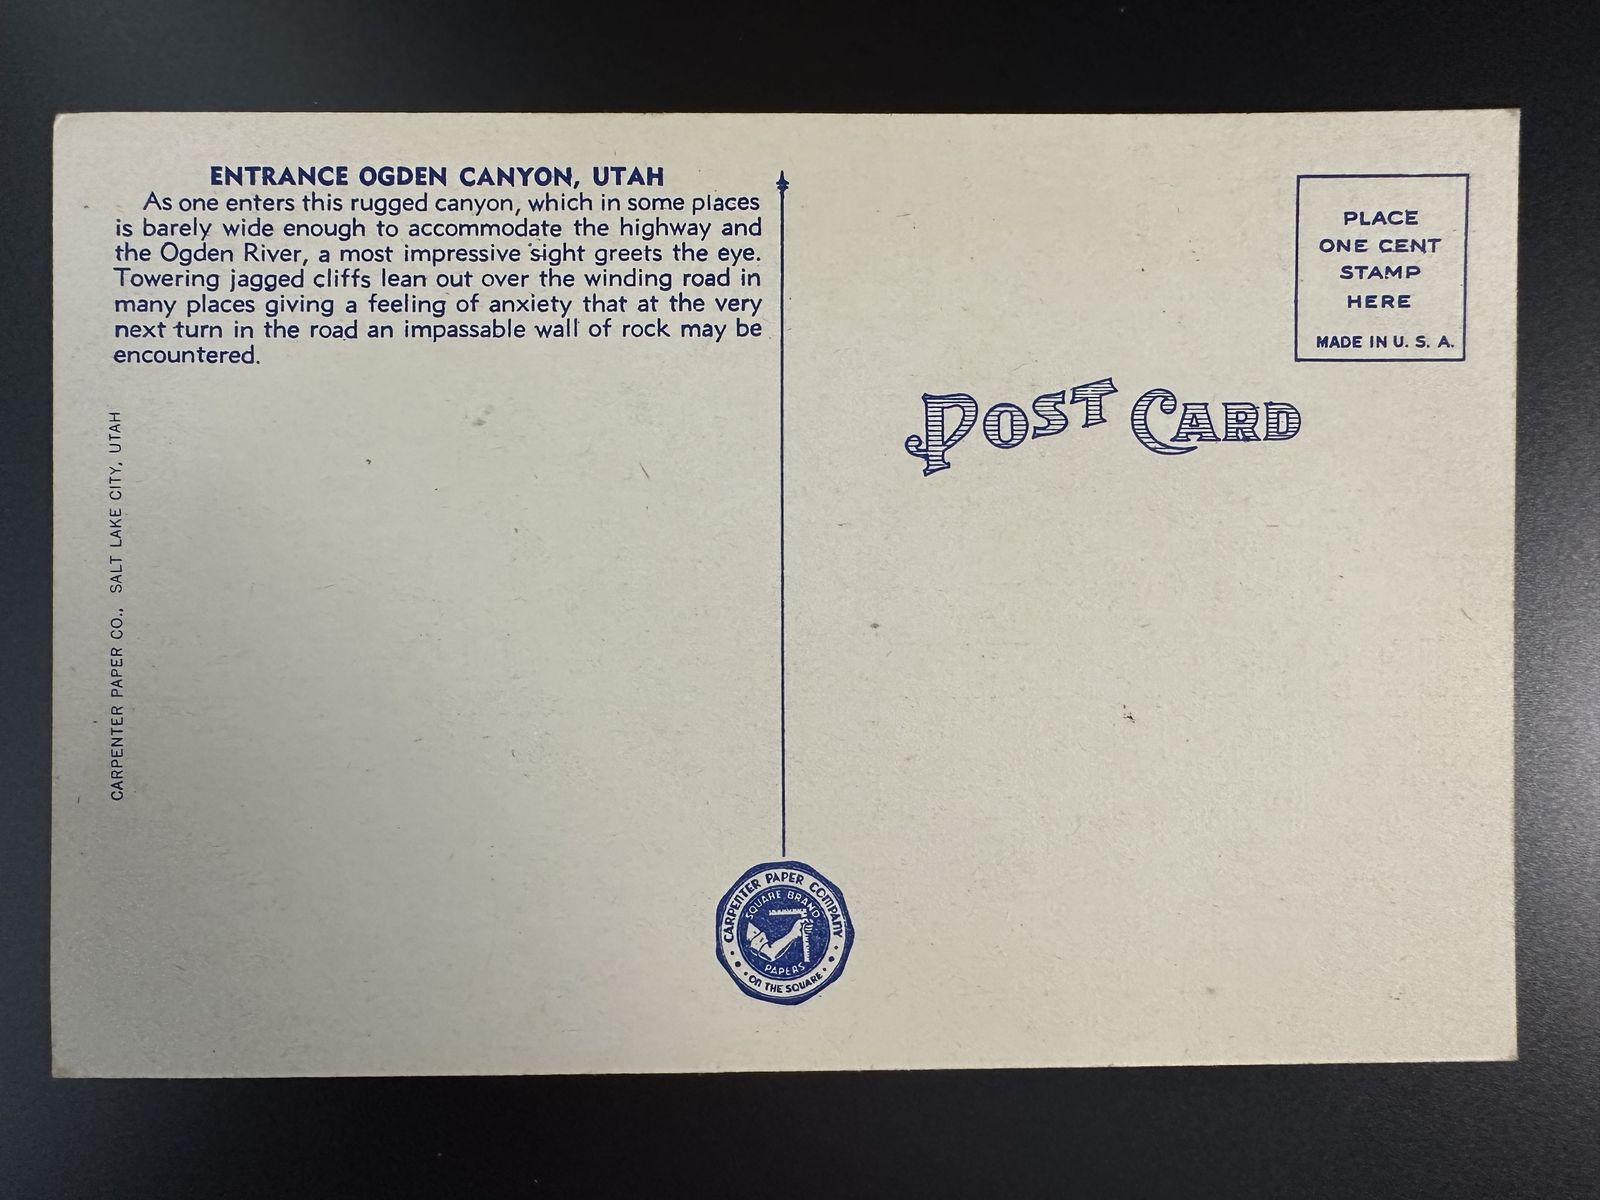 ENTRANCE OGDEN CANYON, UTAH
As one enters this rugged canyon, which in some places
is barely wide enough to accommodate the highway and
the Ogden River, a most impressive sight greets the eye.
Towering jagged cliffs lean out over the winding road in
many places giving a feeling of anxiety that at the very
next turn in the road an impassable wall of rock may be
encountered.
CARPENTER PAPER CO., SALT LAKE CITY, UTAH
PLACE
ONE CENT
STAMP
HERE
MADE IN U. S. A.
POST CARD
CARPENTER PAPER COMPANY
SQUARE BRAND
PAPERS
ON THE SQUARE